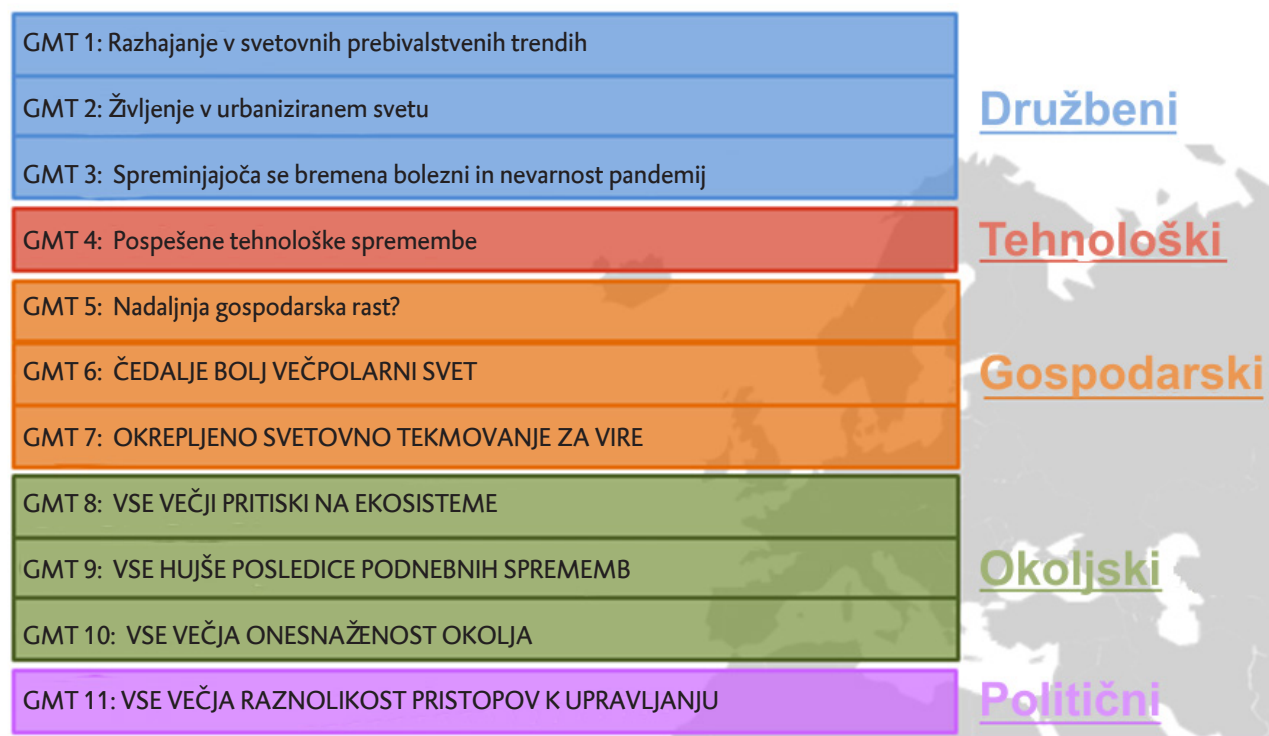 GMT 1: Razhajanje v svetovnih prebivalstvenih trendih
GMT 2: Življenje v urbaniziranem svetu
GMT 3: Spreminjajoča se bremena bolezni in nevarnost pandemij
Družbeni
GMT 4: Pospešene tehnološke spremembe
Tehnološki
GMT 5: Nadaljnja gospodarska rast?
GMT 6: ČEDALJE BOLJ VEČPOLARNI SVET
GMT 7: OKREPLJENO SVETOVNO TEKMOVANJE ZA VIRE
Gospodarski
GMT 8: VSE VEČJI PRITISKI NA EKOSISTEME
GMT 9: VSE HUJŠE POSLEDICE PODNEBNIH SPREMEMB
GMT 10: VSE VEČJA ONESNAŽENOST OKOLJA
Okoljski
GMT 11: VSE VEČJA RAZNOLIKOST PRISTOPOV K UPRAVLJANJU
Politični